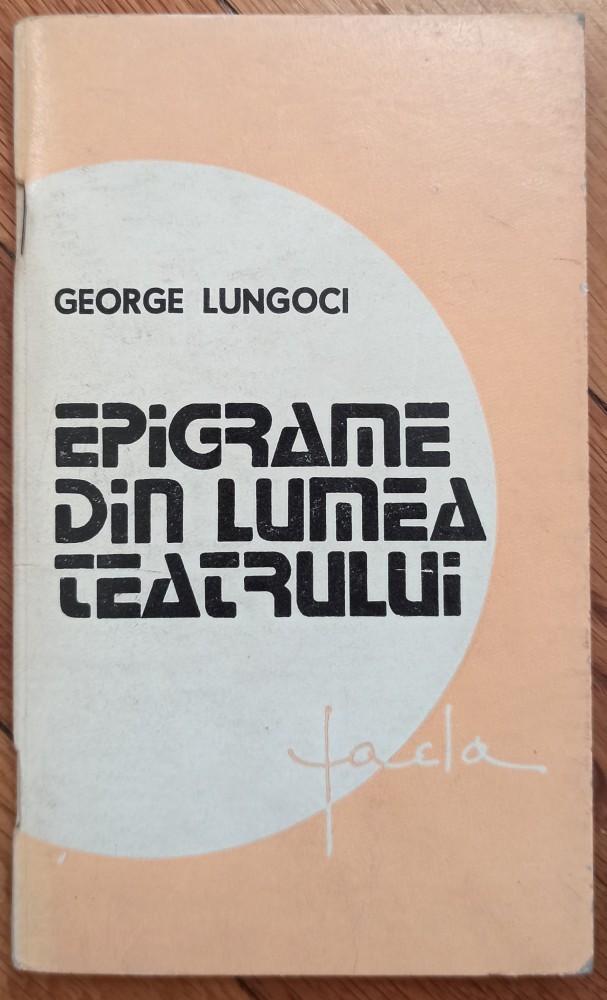 GEORGE LUNGOCI
EPiGRAME
Din LUMEA
TEATRULUi
facla